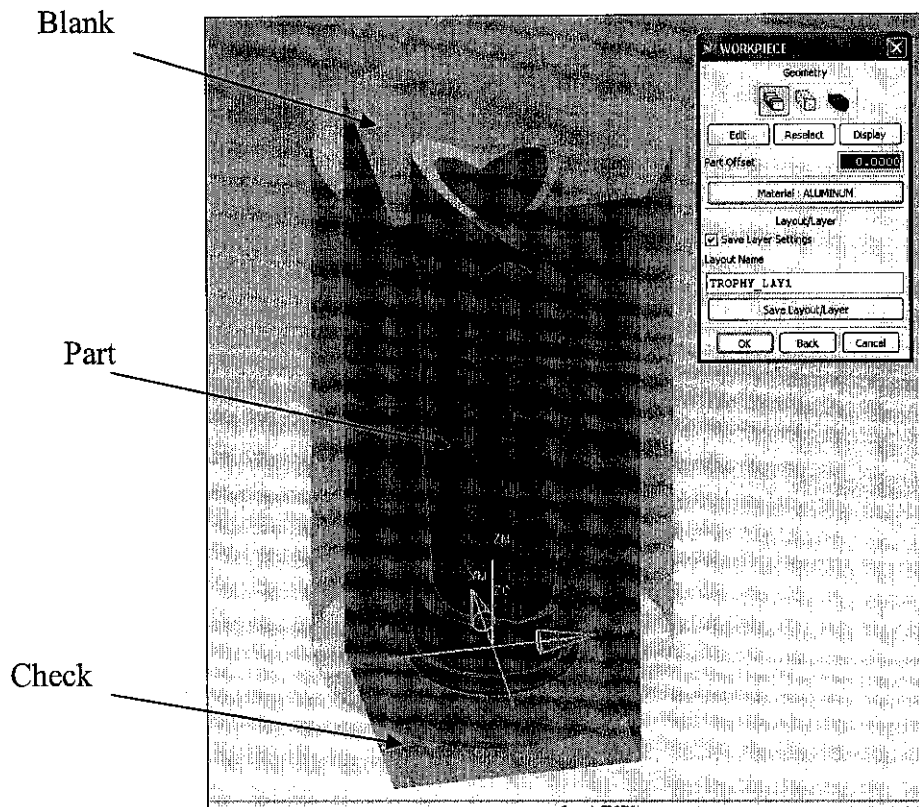 Blank
WORKPIECE
Geometry
Edit Reselect Display
Part Offset 0.0000
Material : ALUMINUM
Layout/Layer
Save Layer Settings
Layout Name
TROPHY_LAY1
Save Layout/Layer
OK Back Cancel
Part
ZM
YM
Check